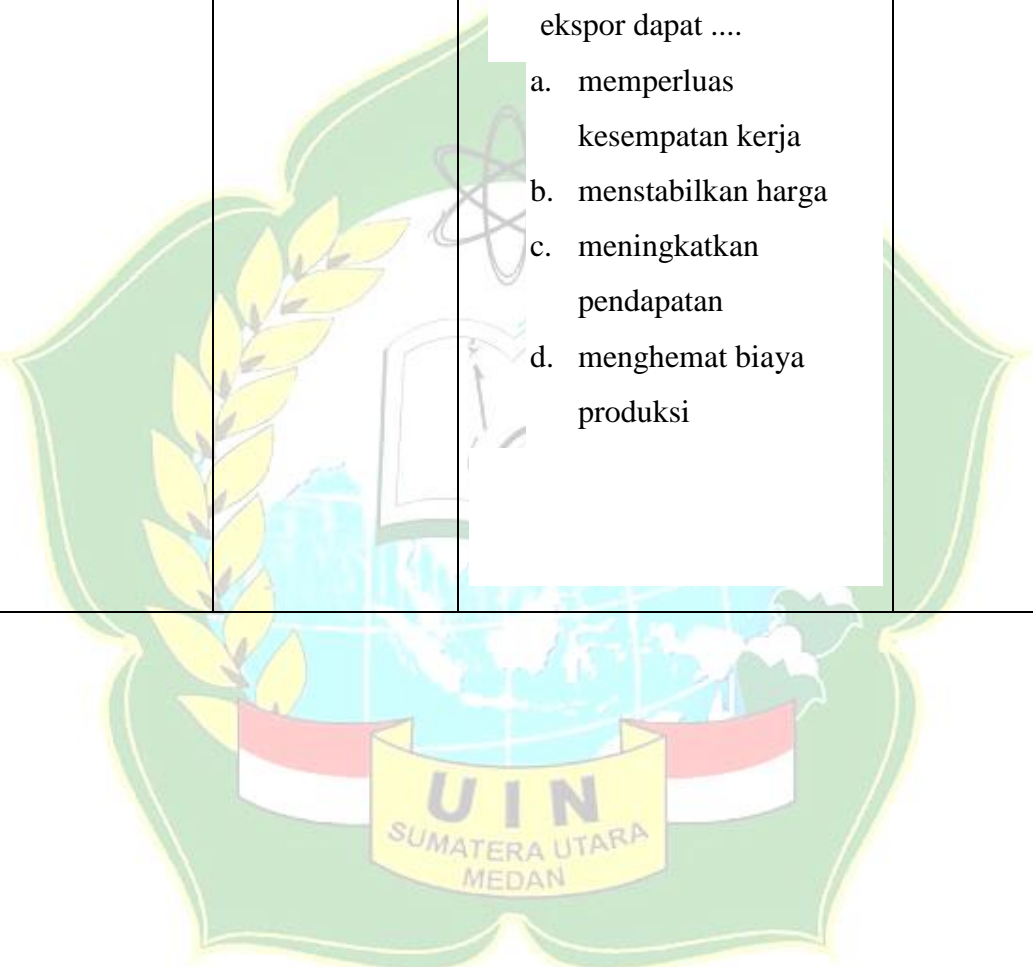 ekspor dapat ....
a. memperluas
kesempatan kerja
b. menstabilkan harga
c. meningkatkan
pendapatan
d. menghemat biaya
produksi
UIN
SUMATERA UTARA
MEDAN